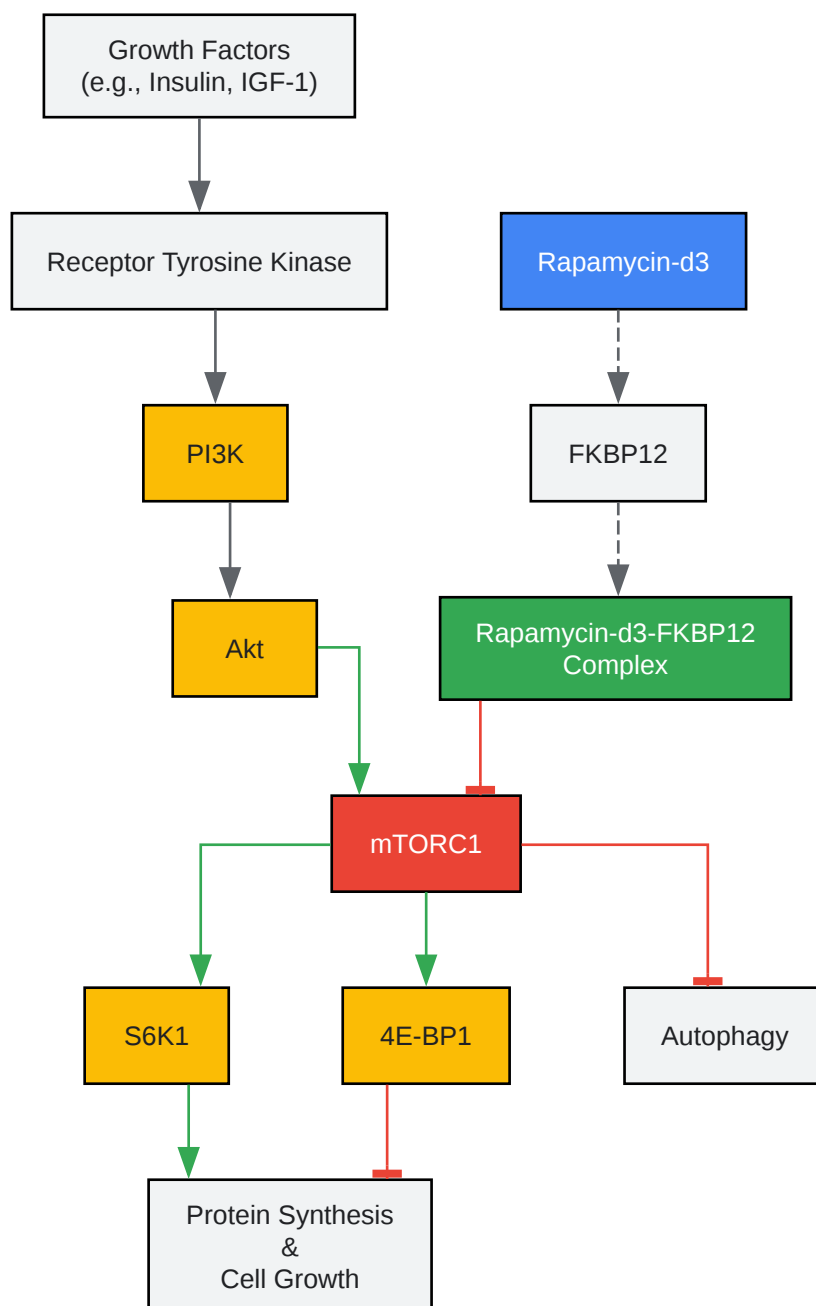 Growth Factors
(e.g., Insulin, IGF-1)
Receptor Tyrosine Kinase
Rapamycin-d3
PI3K
FKBP12
Akt
Rapamycin-d3-FKBP12
Complex
mTORC1
S6K1
4E-BP1
Autophagy
Protein Synthesis
&
Cell Growth